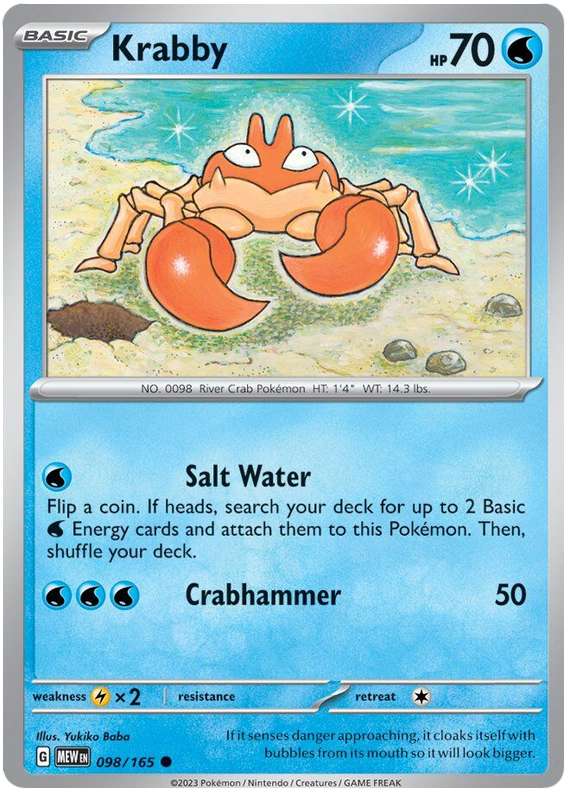 BASIC
Krabby
HP 70
NO. 0098 River Crab Pokémon HT: 1'4" WT: 14.3 lbs.
Salt Water
Flip a coin. If heads, search your deck for up to 2 Basic
Energy cards and attach them to this Pokémon. Then,
shuffle your deck.
Crabhammer 50
weakness ×2 resistance retreat
Illus. Yukiko Baba
If it senses danger approaching, it cloaks itself with
bubbles from its mouth so it will look bigger.
G MEW EN 098/165
©2023 Pokémon / Nintendo / Creatures / GAME FREAK